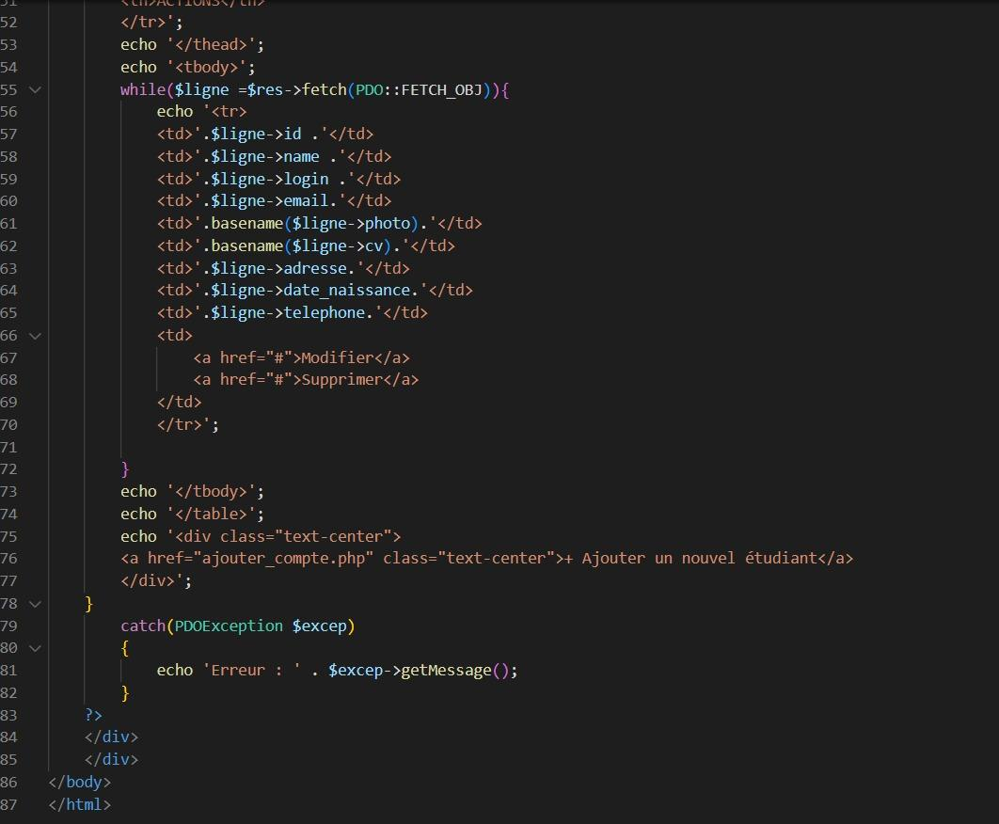 51 <th>ACTIONS</th>
52 </tr>';
53 echo '</thead>';
54 echo '<tbody>';
55 while($ligne =$res->fetch(PDO::FETCH_OBJ)){
56 echo '<tr>
57 <td>'.$ligne->id .'</td>
58 <td>'.$ligne->name .'</td>
59 <td>'.$ligne->login .'</td>
60 <td>'.$ligne->email.'</td>
61 <td>'.basename($ligne->photo).'</td>
62 <td>'.basename($ligne->cv).'</td>
63 <td>'.$ligne->adresse.'</td>
64 <td>'.$ligne->date_naissance.'</td>
65 <td>'.$ligne->telephone.'</td>
66 <td>
67 <a href="#">Modifier</a>
68 <a href="#">Supprimer</a>
69 </td>
70 </tr>';
71
72 }
73 echo '</tbody>';
74 echo '</table>';
75 echo '<div class="text-center">
76 <a href="ajouter_compte.php" class="text-center">+ Ajouter un nouvel étudiant</a>
77 </div>';
78 }
79 catch(PDOException $excep)
80 {
81 echo 'Erreur : ' . $excep->getMessage();
82 }
83 ?>
84 </div>
85 </div>
86 </body>
87 </html>